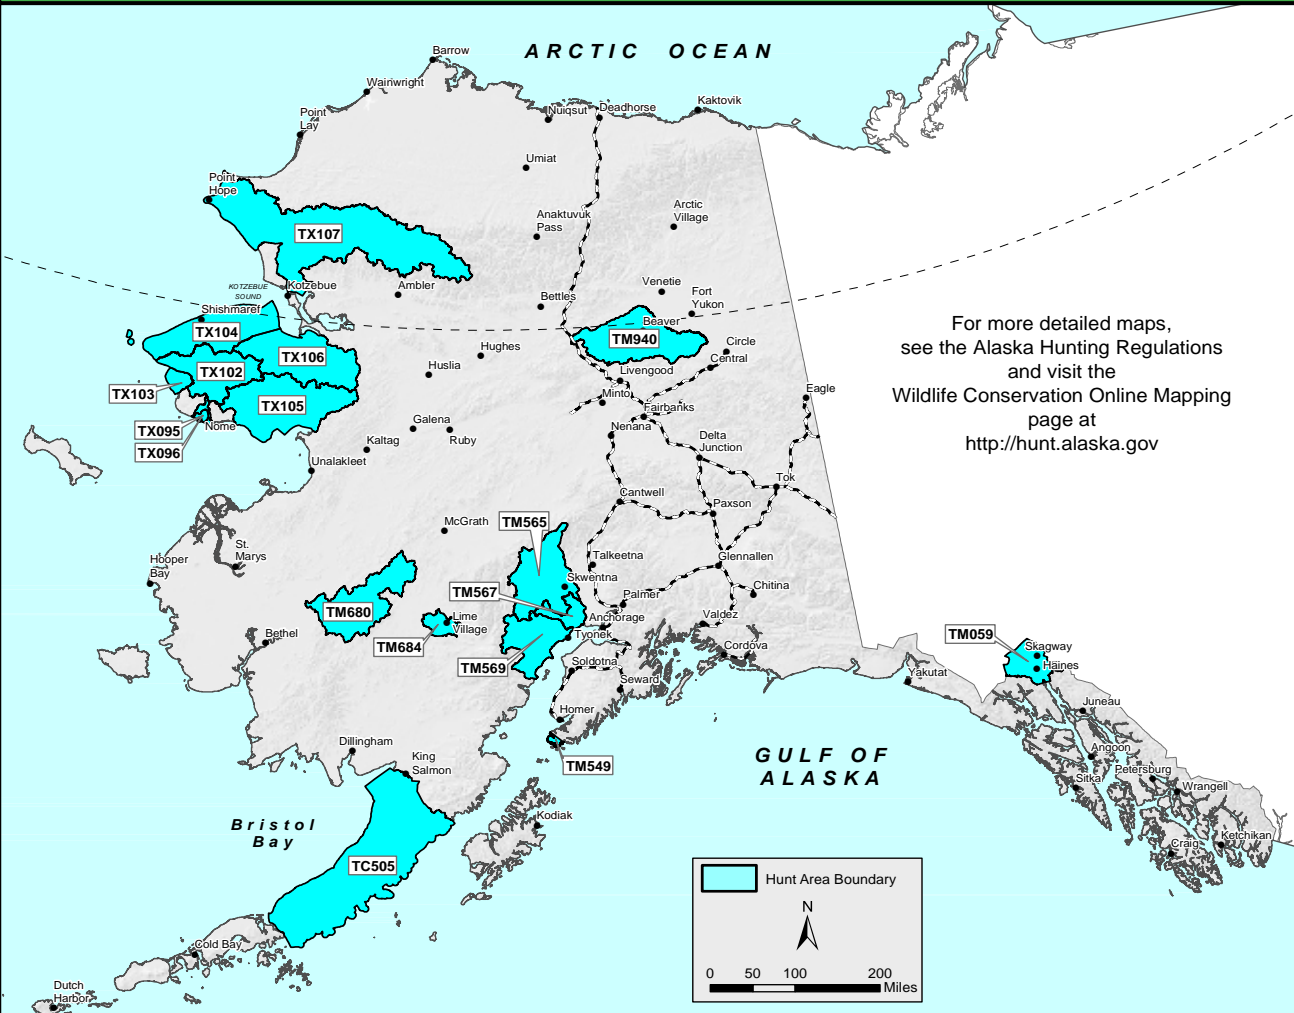 ARCTIC OCEAN
Barrow
Wainwright
Kaktovik
Nuiqsut
Deadhorse
Point
Lay
Umiat
Point
Hope
Arctic
Village
Anaktuvuk
Pass
TX107
Venetie
Fort
Yukon
KOTZEBUE
SOUND
Kotzebue
Ambler
Bettles
Shishmaref
Beaver
TX104
TM940
Circle
Central
TX106
Hughes
Huslia
TX102
Livengood
TX103
Minto
Eagle
TX105
Fairbanks
Galena
Ruby
Nome
TX095
TX096
Nenana
Kaltag
Delta
Junction
Unalakleet
Tok
Cantwell
Paxson
McGrath
TM565
St.
Marys
Hooper
Bay
Talkeetna
Glennallen
Skwentna
Chitina
TM567
Palmer
TM680
Lime
Village
Anchorage
Valdez
Bethel
Tyonek
TM684
Cordova
TM569
Soldotna
Seward
TM059
Skagway
Haines
Yakutat
Homer
Juneau
Dillingham
King
Salmon
TM549
GULF OF
ALASKA
Angoon
Petersburg
Sitka
Wrangell
Bristol
Bay
Kodiak
Ketchikan
Craig
TC505
Cold Bay
Dutch
Harbor
For more detailed maps,
see the Alaska Hunting Regulations
and visit the
Wildlife Conservation Online Mapping
page at
http://hunt.alaska.gov
Hunt Area Boundary
N
0 50 100 200
Miles